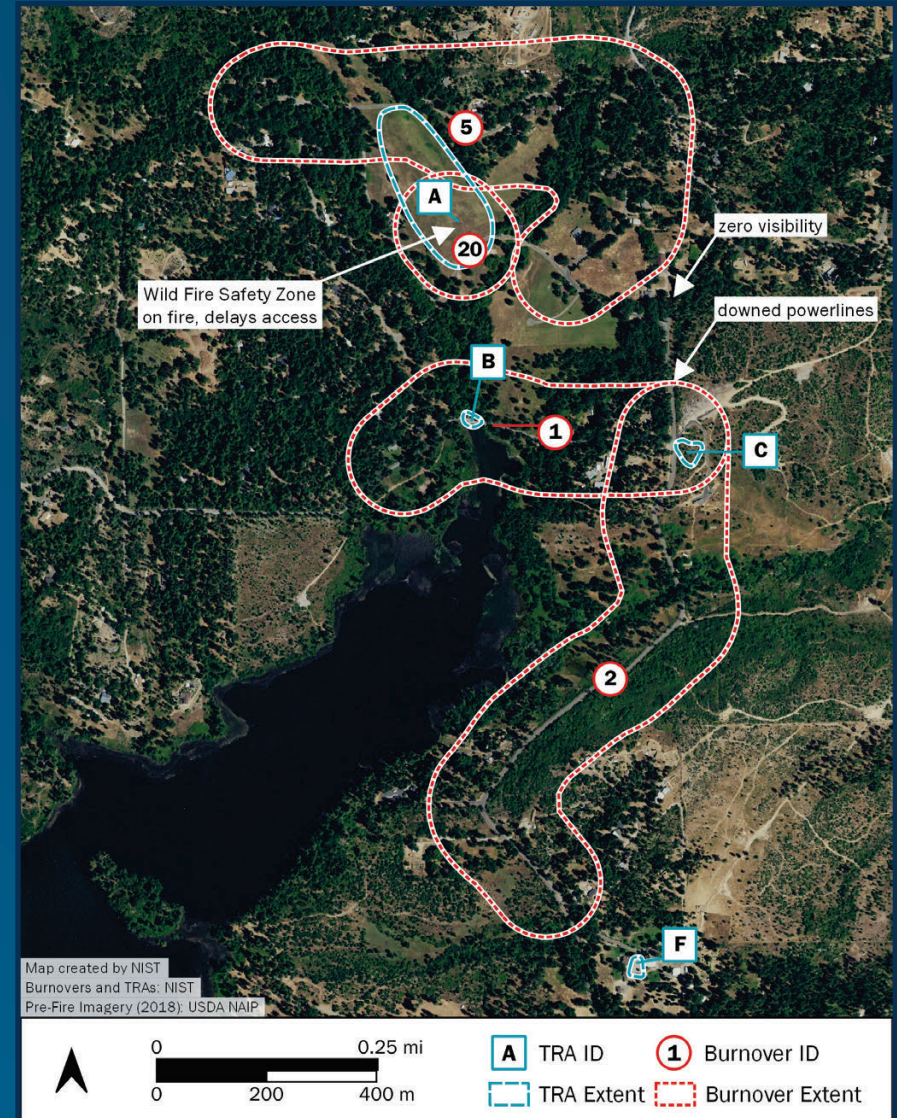 5
A
20
zero visibility
Wild Fire Safety Zone
on fire, delays access
downed powerlines
B
1
C
2
F
Map created by NIST
Burnovers and TRAs: NIST
Pre-Fire Imagery (2018): USDA NAIP
0 0.25 mi
0 200 400 m
A TRA ID 1 Burnover ID
TRA Extent Burnover Extent